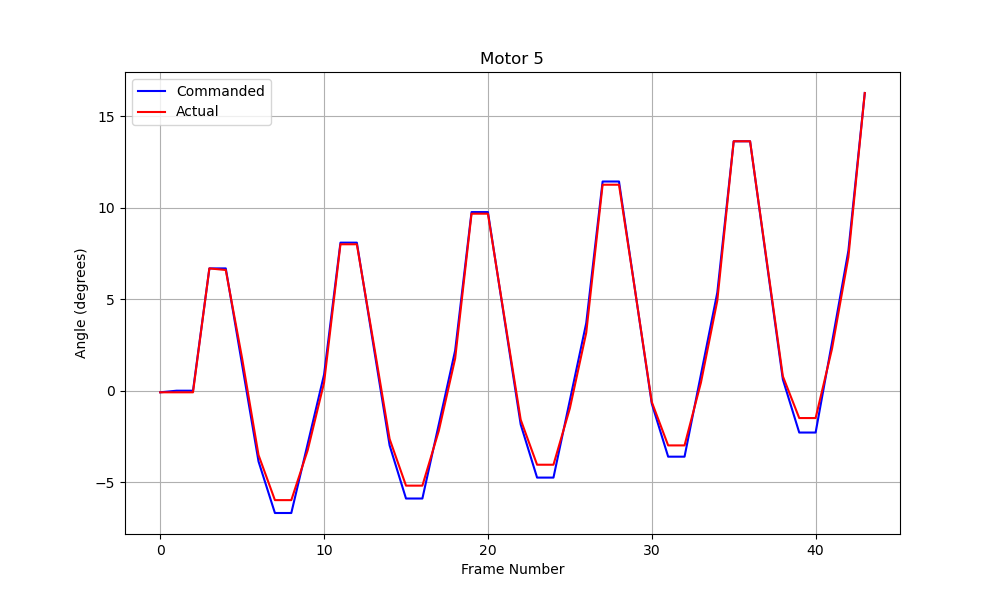 Motor 5
Commanded
Actual
Angle (degrees)
15
10
5
0
−5
0 10 20 30 40
Frame Number